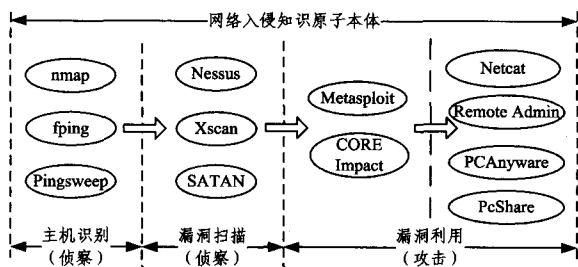 网络入侵知识原子本体
nmap
fping
Pingsweep
Nessus
Xscan
SATAN
Metasploit
CORE
Impact
Netcat
Remote Admin
PCAnyware
PcShare
主机识别
(侦察)
漏洞扫描
(侦察)
漏洞利用
(攻击)